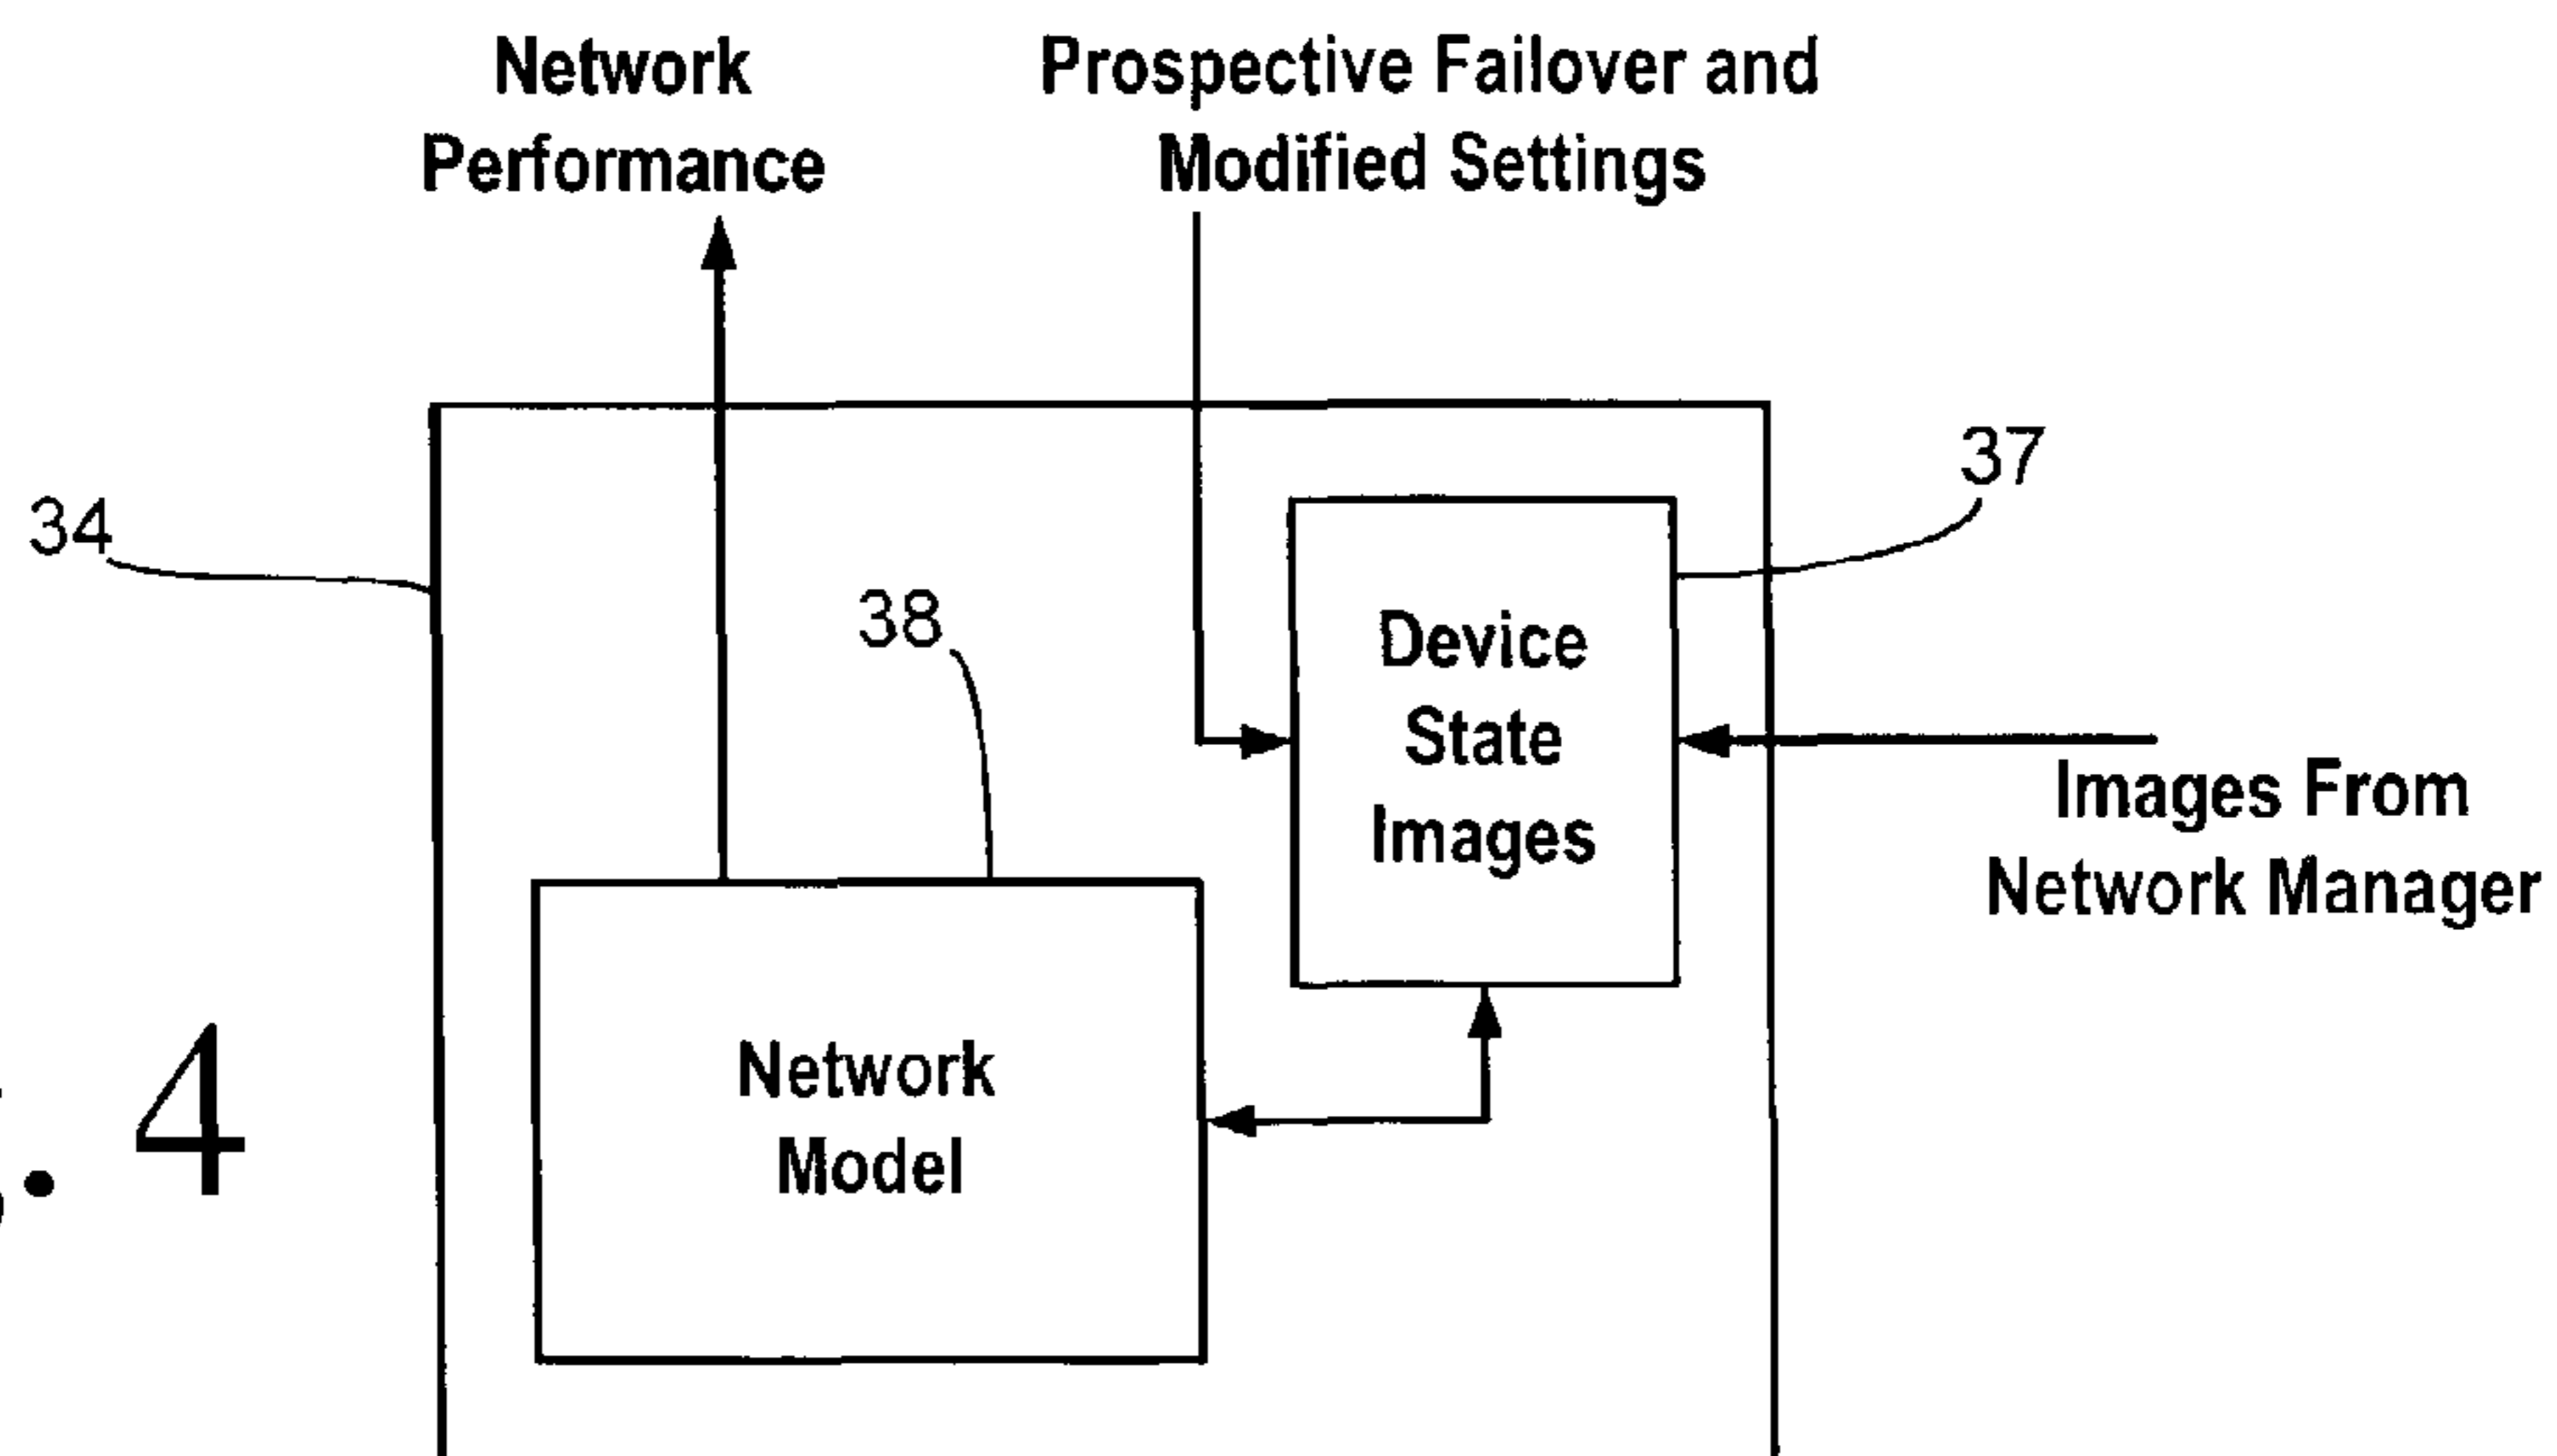 Network
Performance
Prospective Failover and
Modified Settings
37
34
38
Device
State
Images
Images From
Network Manager
Network
Model
. 4